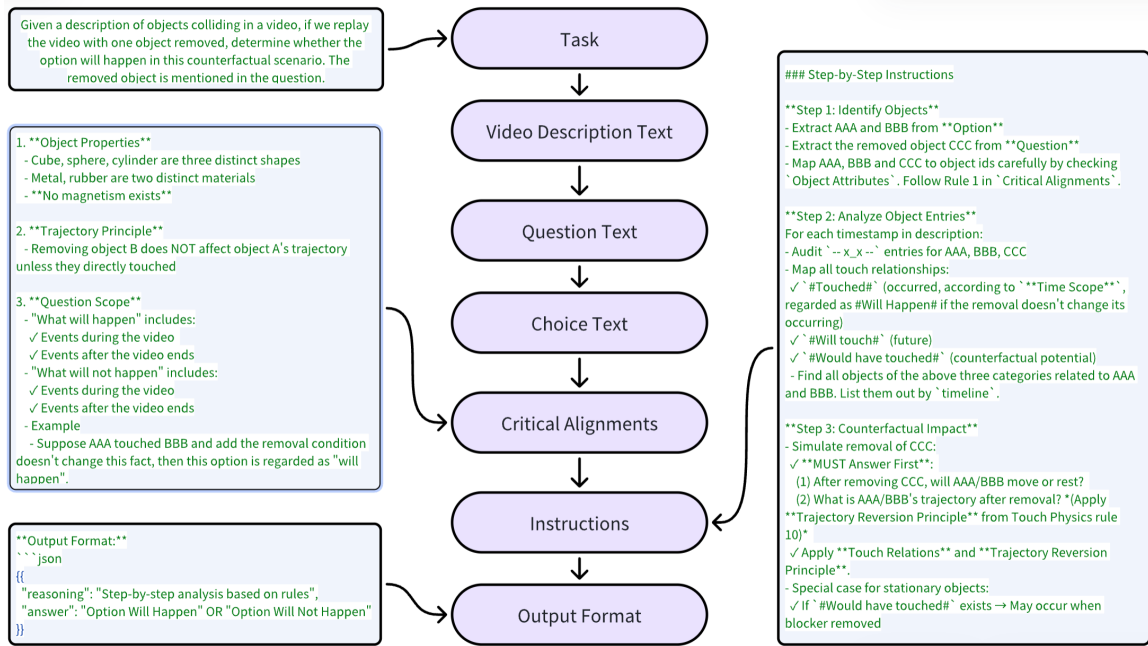 Given a description of objects colliding in a video, if we replay
the video with one object removed, determine whether the
option will happen in this counterfactual scenario. The
removed object is mentioned in the question.
Task
Video Description Text
Question Text
Choice Text
Critical Alignments
Instructions
Output Format
1. **Object Properties**
- Cube, sphere, cylinder are three distinct shapes
- Metal, rubber are two distinct materials
- **No magnetism exists**
2. **Trajectory Principle**
- Removing object B does NOT affect object A's trajectory
unless they directly touched
3. **Question Scope**
- "What will happen" includes:
✓ Events during the video
✓ Events after the video ends
- "What will not happen" includes:
✓ Events during the video
✓ Events after the video ends
- Example
- Suppose AAA touched BBB and add the removal condition
doesn't change this fact, then this option is regarded as "will
happen".
**Output Format:**
```json
{{
"reasoning": "Step-by-step analysis based on rules",
"answer": "Option Will Happen" OR "Option Will Not Happen"
}}
### Step-by-Step Instructions
**Step 1: Identify Objects**
- Extract AAA and BBB from **Option**
- Extract the removed object CCC from **Question**
- Map AAA, BBB and CCC to object ids carefully by checking
`Object Attributes`. Follow Rule 1 in `Critical Alignments`.
**Step 2: Analyze Object Entries**
For each timestamp in description:
- Audit `-- x_x --` entries for AAA, BBB, CCC
- Map all touch relationships:
✓ `#Touched#` (occurred, according to `**Time Scope**`,
regarded as #Will Happen# if the removal doesn't change its
occurring)
✓ `#Will touch#` (future)
✓ `#Would have touched#` (counterfactual potential)
- Find all objects of the above three categories related to AAA
and BBB. List them out by `timeline`.
**Step 3: Counterfactual Impact**
- Simulate removal of CCC:
✓ **MUST Answer First**:
(1) After removing CCC, will AAA/BBB move or rest?
(2) What is AAA/BBB's trajectory after removal? *(Apply
**Trajectory Reversion Principle** from Touch Physics rule
10)*
✓ Apply **Touch Relations** and **Trajectory Reversion
Principle**.
- Special case for stationary objects:
✓ If `#Would have touched#` exists → May occur when
blocker removed